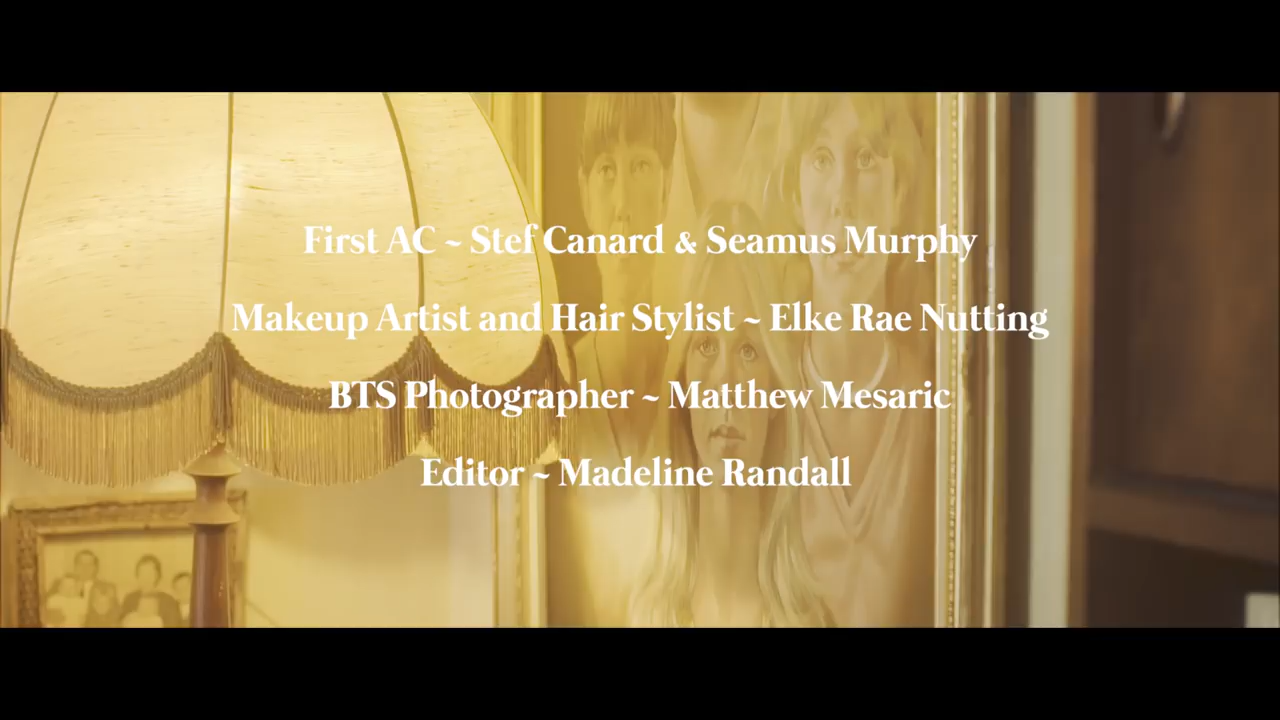 First AC ~ Stef Canard & Seamus Murphy
Makeup Artist and Hair Stylist ~ Elke Rae Nutting
BTS Photographer ~ Matthew Mesaric
Editor ~ Madeline Randall